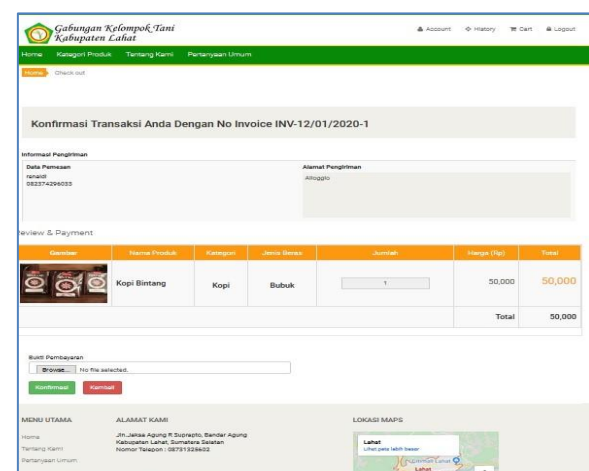 Gabungan Kelompok Tani
Kabupaten Lahat
Account History Cart Logout
Home Kategori Produk Tentang Kami Pertanyaan Umum
Home Check out
Konfirmasi Transaksi Anda Dengan No Invoice INV-12/01/2020-1
Informasi Pengiriman
Data Pemesan
renaldi
082374296033
Alamat Pengiriman
Alloggio
eview & Payment
Gambar Nama Produk Kategori Jenis Beras Jumlah Harga (Rp) Total
Kopi Bintang Kopi Bubuk 1 50,000 50,000
Total 50,000
Bukti Pembayaran
Browse... No file selected.
Konfirmasi Kembali
MENU UTAMA
Home
Tentang Kami
Pertanyaan Umum
ALAMAT KAMI
Jln.Jaksa Agung R Suprapto, Bandar Agung
Kabupaten Lahat, Sumatera Selatan
Nomor Telepon : 08731325602
LOKASI MAPS
Lahat
Lihat peta lebih besar
Lahat